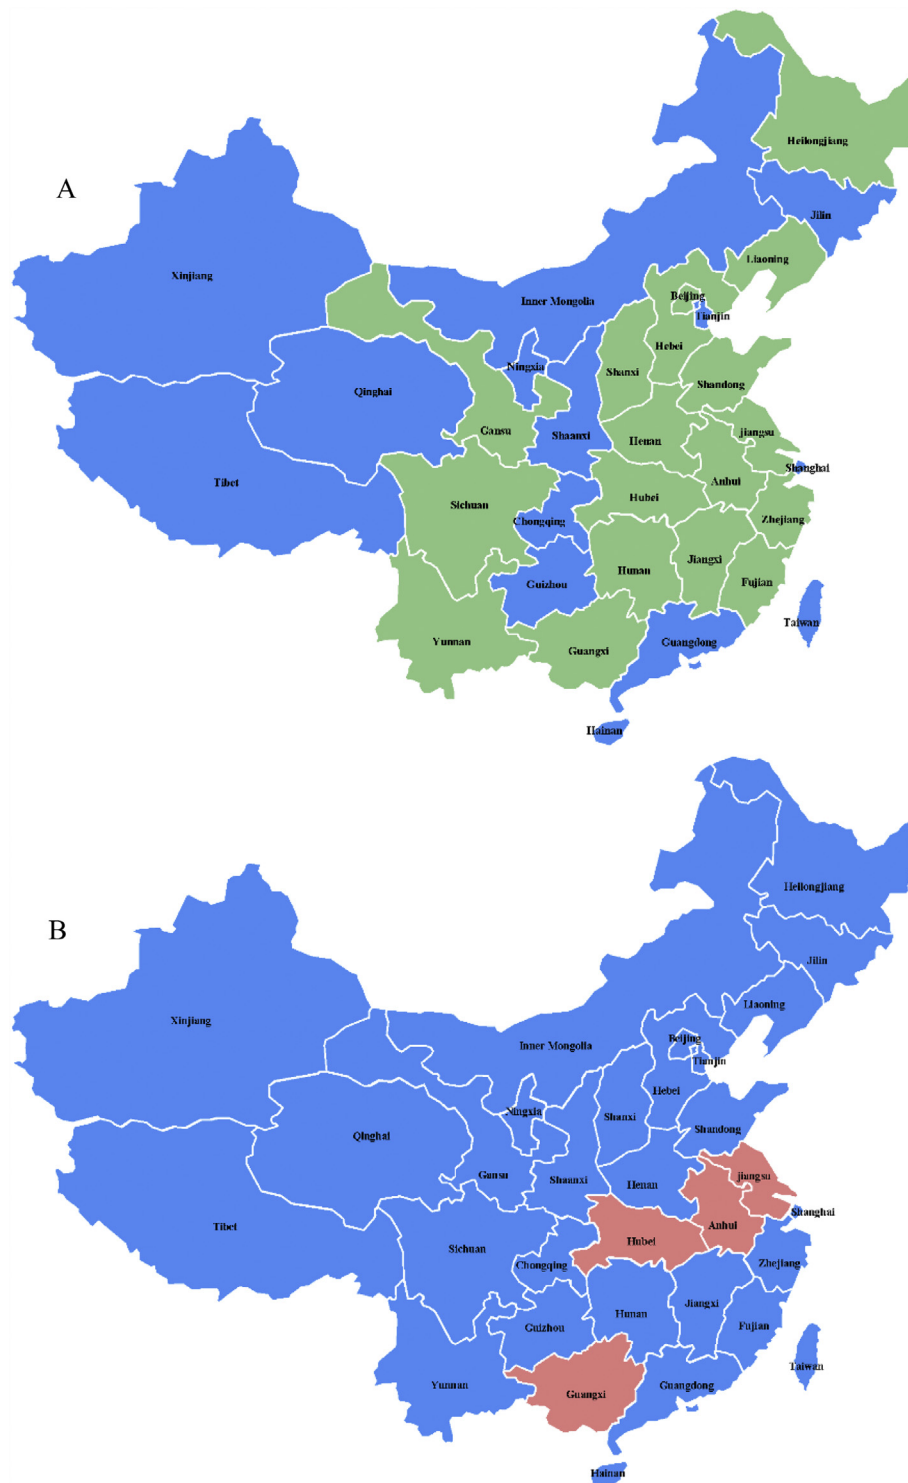 Heilongjiang
A
Jilin
Liaoning
Xinjiang
Beijing
Inner Mongolia
Tianjin
Hebei
Ningxia
Shanxi
Shandong
Qinghai
Gansu
Shaanxi
Henan
jiangsu
Shanghai
Anhui
Tibet
Sichuan
Hubei
Chongqing
Zhejiang
Jiangxi
Hunan
Guizhou
Fujian
Taiwan
Yunnan
Guangxi
Guangdong
Hainan
Heilongjiang
B
Jilin
Liaoning
Xinjiang
Beijing
Inner Mongolia
Tianjin
Hebei
Ningxia
Shanxi
Shandong
Qinghai
Gansu
Shaanxi
Henan
jiangsu
Shanghai
Anhui
Tibet
Hubei
Sichuan
Chongqing
Zhejiang
Jiangxi
Hunan
Guizhou
Fujian
Taiwan
Yunnan
Guangxi
Guangdong
Hainan